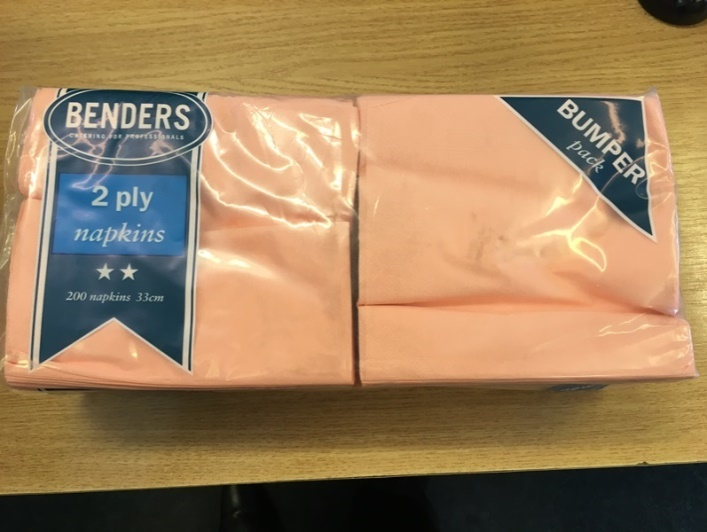 BENDERS
CATERING FOR PROFESSIONALS
2 ply
napkins
200 napkins 33cm
BUMPER
pack